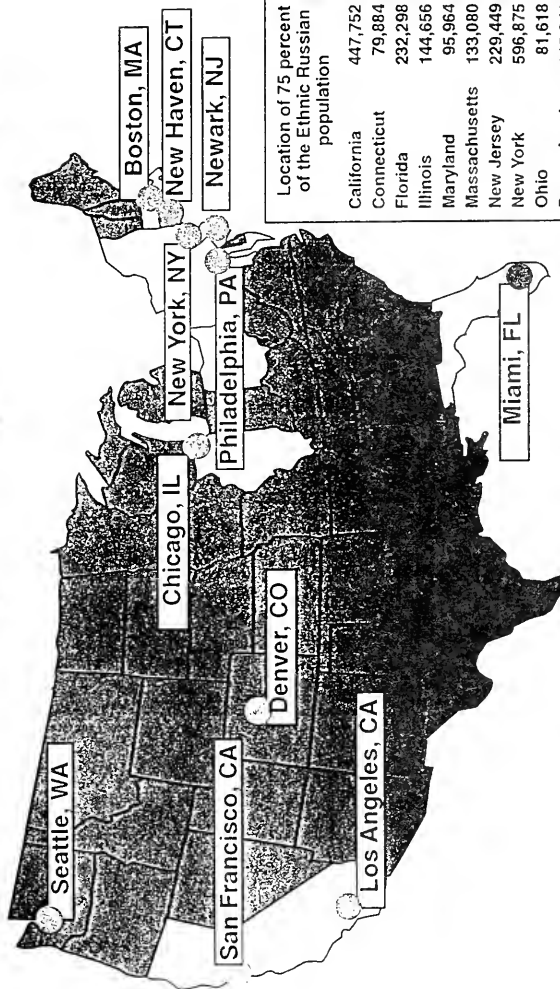 Seattle, WA
San Francisco, CA
Los Angeles, CA
Denver, CO
Chicago, IL
New York, NY
Philadelphia, PA
Boston, MA
New Haven, CT
Newark, NJ
Miami, FL
Location of 75 percent
of the Ethnic Russian
population
California 447,752
Connecticut 79,884
Florida 232,298
Illinois 144,656
Maryland 95,964
Massachusetts 133,080
New Jersey 229,449
New York 596,875
Ohio 81,618